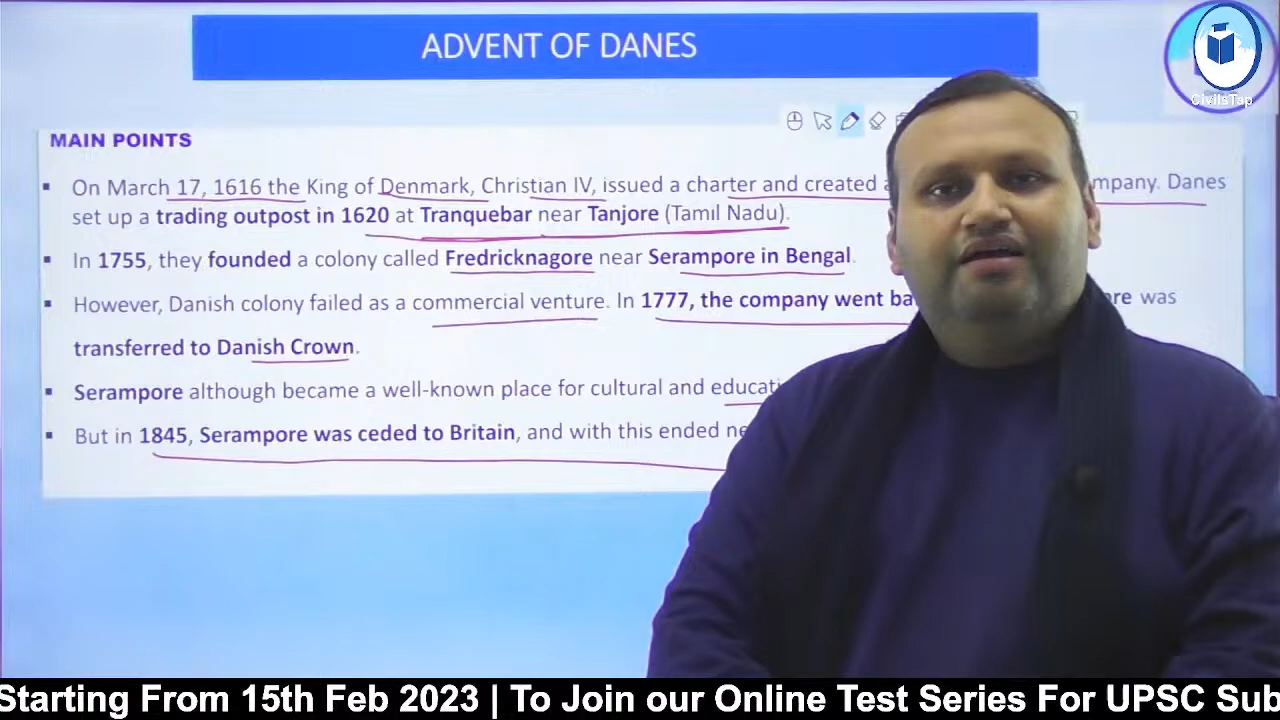 ADVENT OF DANES
CivilsTap
MAIN POINTS
▪ On March 17, 1616 the King of Denmark, Christian IV, issued a charter and created
mpany. Danes
set up a trading outpost in 1620 at Tranquebar near Tanjore (Tamil Nadu).
▪ In 1755, they founded a colony called Fredricknagore near Serampore in Bengal.
▪ However, Danish colony failed as a commercial venture. In 1777, the company went ba
re was
transferred to Danish Crown.
▪ Serampore although became a well-known place for cultural and educati
▪ But in 1845, Serampore was ceded to Britain, and with this ended ne
Starting From 15th Feb 2023 | To Join our Online Test Series For UPSC Sub